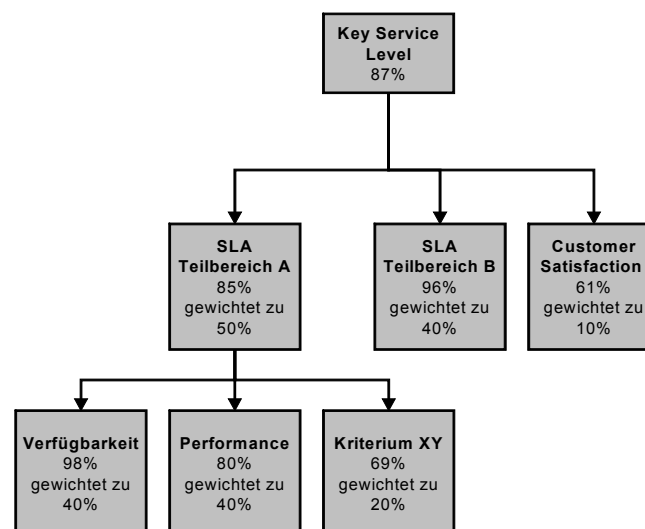 Key Service
Level
87%
SLA
Teilbereich A
85%
gewichtet zu
50%
SLA
Teilbereich B
96%
gewichtet zu
40%
Customer
Satisfaction
61%
gewichtet zu
10%
Verfügbarkeit
98%
gewichtet zu
40%
Performance
80%
gewichtet zu
40%
Kriterium XY
69%
gewichtet zu
20%